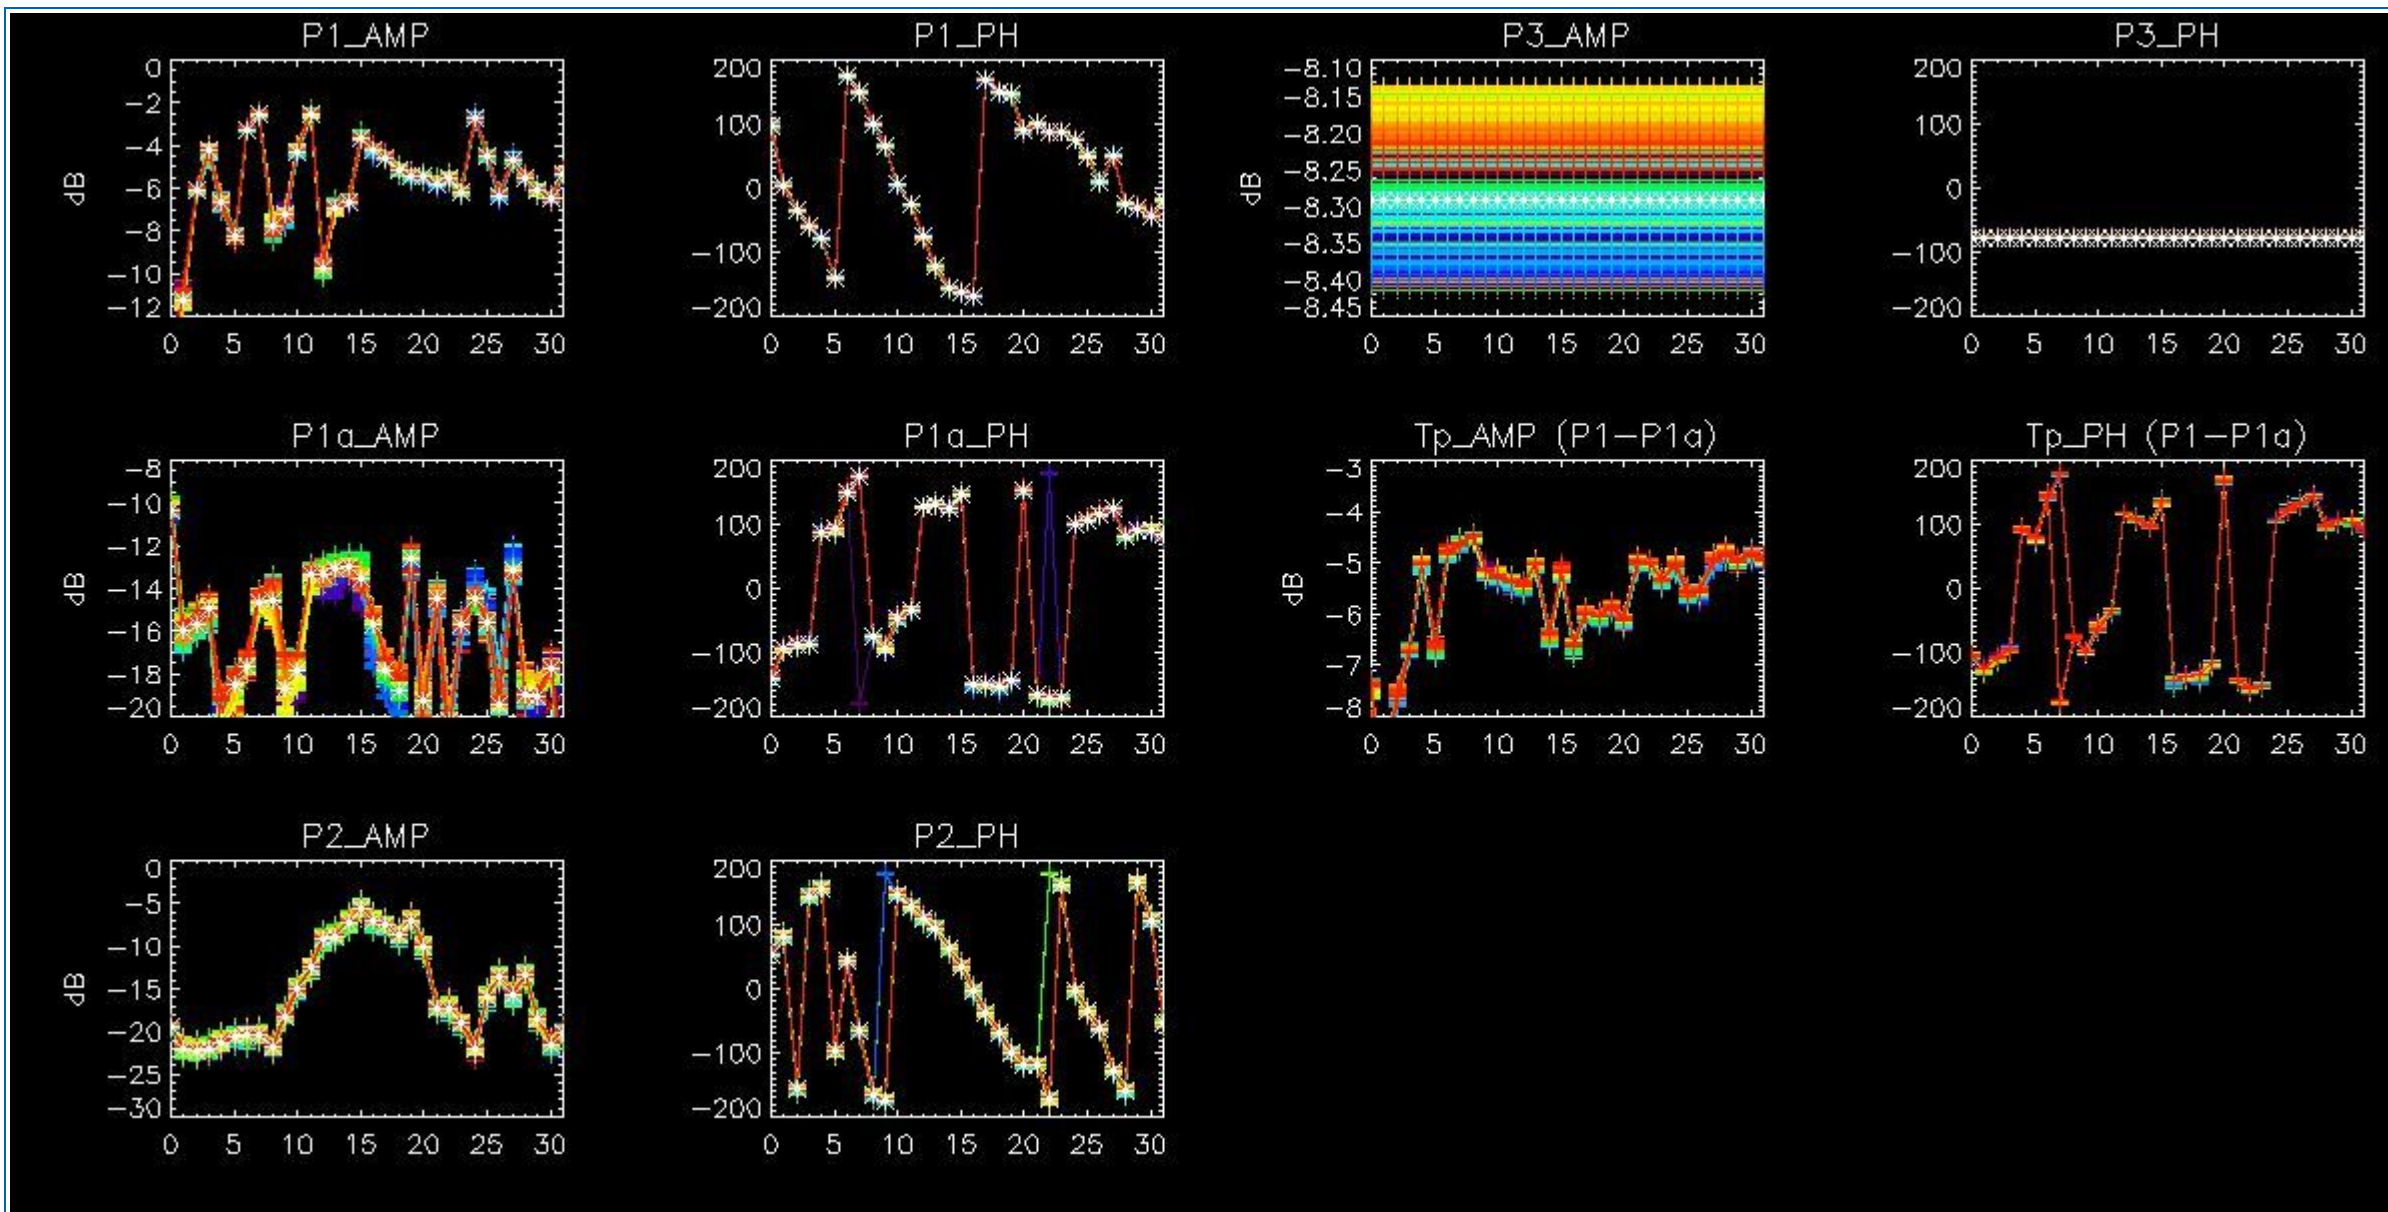 P1_AMP
0
−2
−4
−6
−8
−10
−12
dB
0 5 10 15 20 25 30
P1_PH
200
100
0
−100
−200
0 5 10 15 20 25 30
P3_AMP
−8.10
−8.15
−8.20
−8.25
−8.30
−8.35
−8.40
−8.45
dB
0 5 10 15 20 25 30
P3_PH
200
100
0
−100
−200
0 5 10 15 20 25 30
P1a_AMP
−8
−10
−12
−14
−16
−18
−20
dB
0 5 10 15 20 25 30
P1a_PH
200
100
0
−100
−200
0 5 10 15 20 25 30
Tp_AMP (P1−P1a)
−3
−4
−5
−6
−7
−8
dB
0 5 10 15 20 25 30
Tp_PH (P1−P1a)
200
100
0
−100
−200
0 5 10 15 20 25 30
P2_AMP
0
−5
−10
−15
−20
−25
−30
dB
0 5 10 15 20 25 30
P2_PH
200
100
0
−100
−200
0 5 10 15 20 25 30